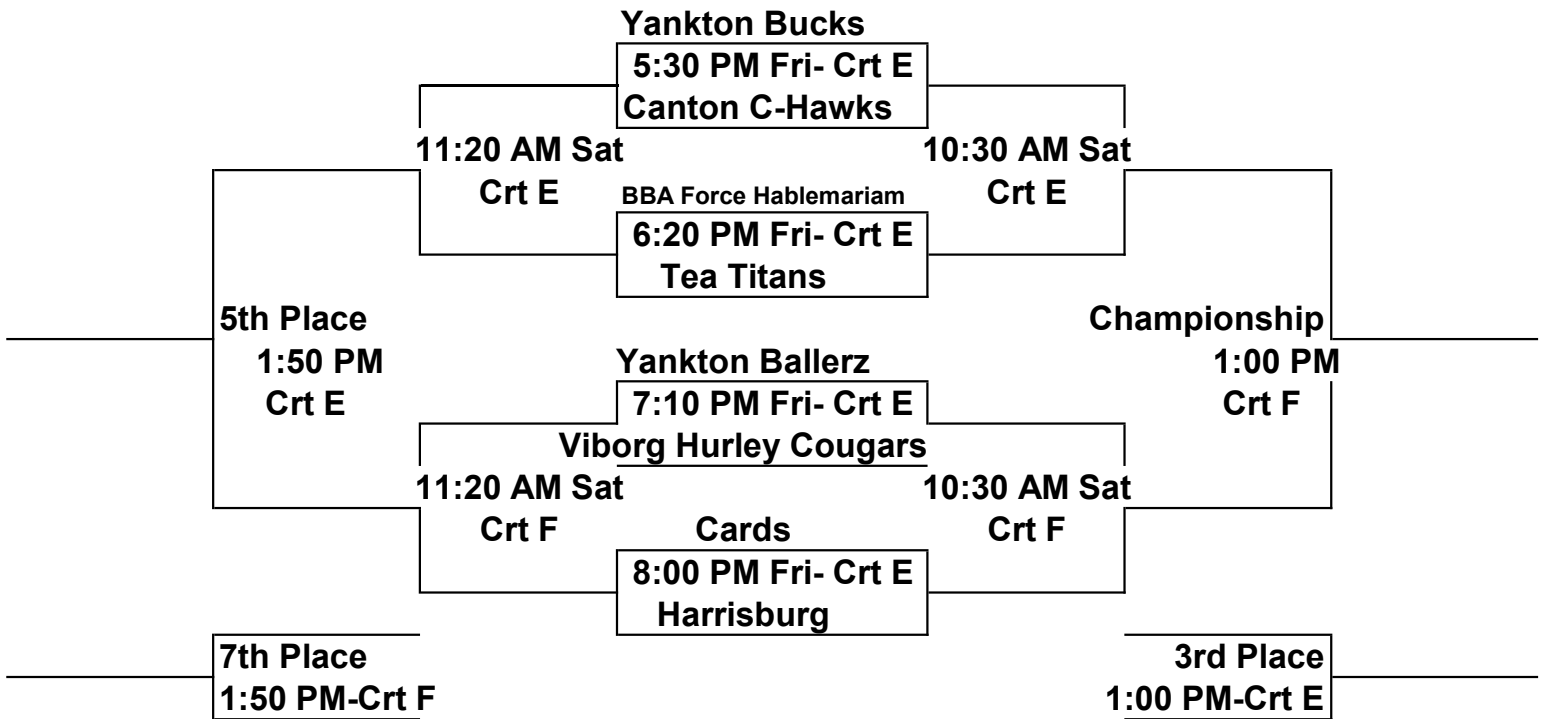 Yankton Bucks
5:30 PM Fri- Crt E
Canton C-Hawks
11:20 AM Sat
Crt E
10:30 AM Sat
Crt E
BBA Force Hablemariam
6:20 PM Fri- Crt E
Tea Titans
5th Place
1:50 PM
Crt E
Championship
1:00 PM
Crt F
Yankton Ballerz
7:10 PM Fri- Crt E
Viborg Hurley Cougars
11:20 AM Sat
Crt F
10:30 AM Sat
Crt F
Cards
8:00 PM Fri- Crt E
Harrisburg
7th Place
1:50 PM-Crt F
3rd Place
1:00 PM-Crt E